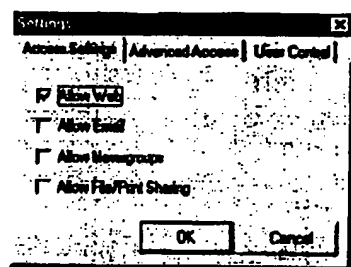 Settings
Access Settings Advanced Access User Control
Allow Web
Allow Email
Allow Newsgroups
Allow File/Print Sharing
OK Cancel